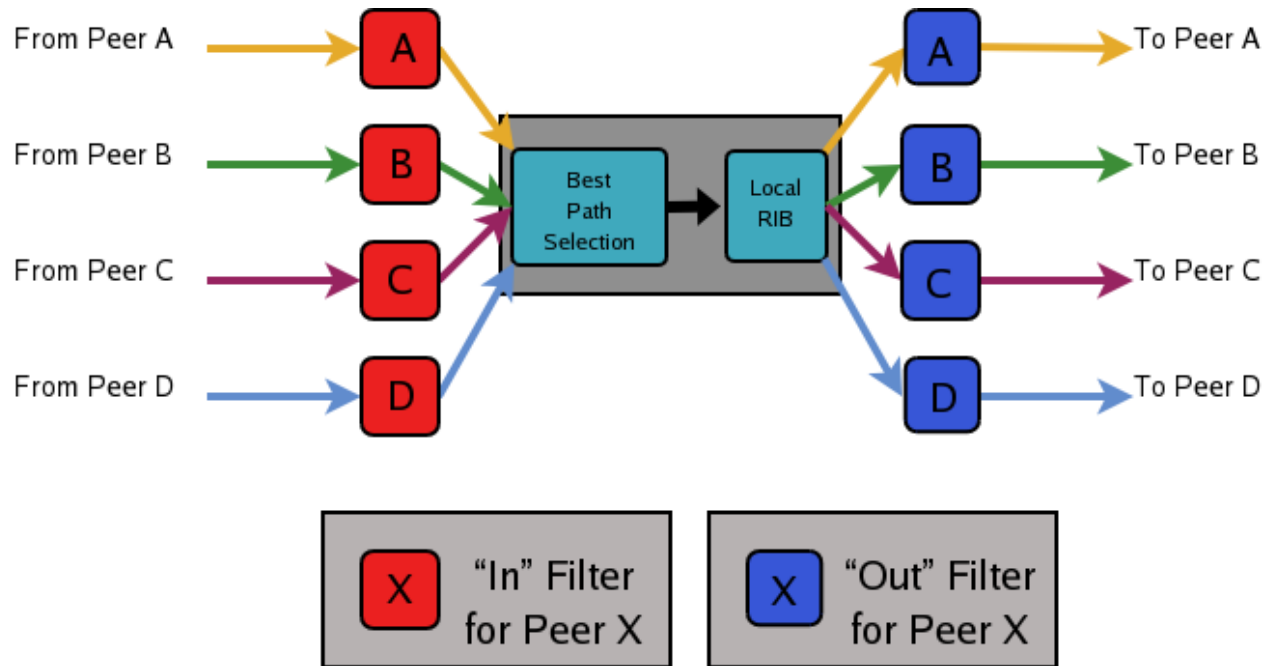 From Peer A
A
A
To Peer A
From Peer B
B
B
To Peer B
Best
Path
Selection
Local
RIB
From Peer C
C
C
To Peer C
From Peer D
D
D
To Peer D
X
“In” Filter
for Peer X
X
“Out” Filter
for Peer X